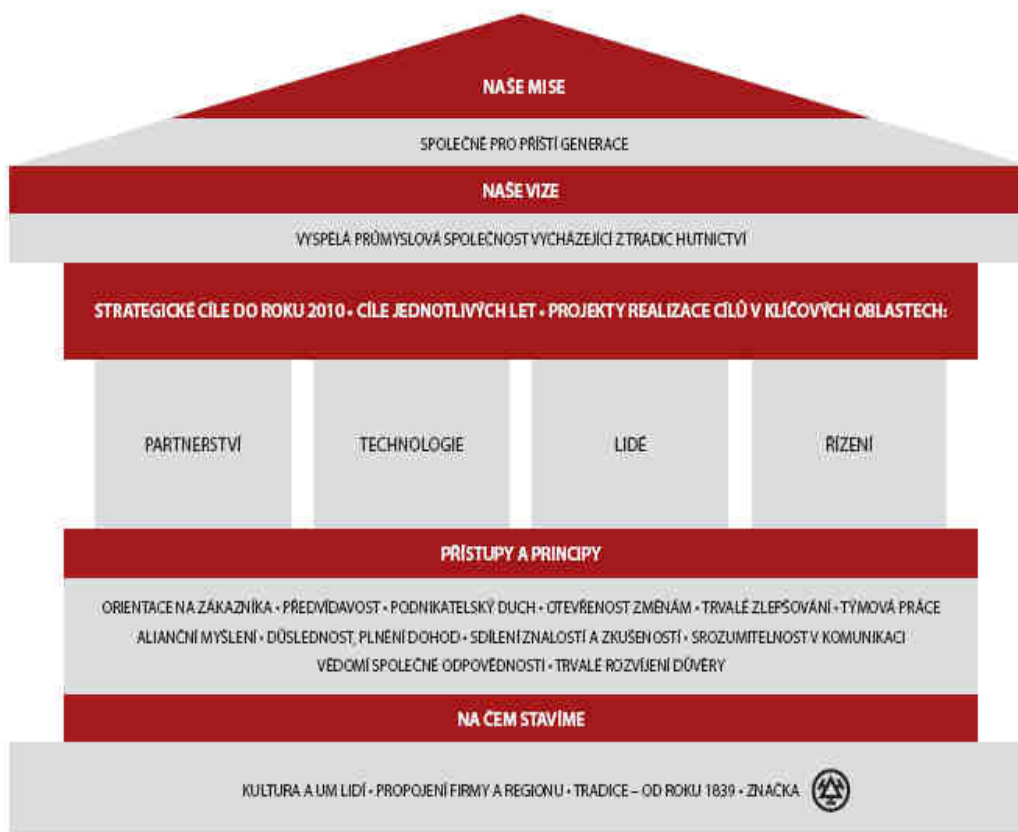 NAŠE MISE
SPOLEČNĚ PRO PŘÍŠTÍ GENERACE
NAŠE VIZE
VYSPĚLÁ PRŮMYSLOVÁ SPOLEČNOST VYCHÁZEJÍCÍ Z TRADIC HUTNICTVÍ
STRATEGICKÉ CÍLE DO ROKU 2010 • CÍLE JEDNOTLIVÝCH LET • PROJEKTY REALIZACE CÍLŮ V KLÍČOVÝCH OBLASTECH:
PARTNERSTVÍ
TECHNOLOGIE
LIDÉ
ŘÍZENÍ
PŘÍSTUPY A PRINCIPY
ORIENTACE NA ZÁKAZNÍKA • PŘEDVÍDAVOST • PODNIKATELSKÝ DUCH • OTEVŘENOST ZMĚNÁM • TRVALÉ ZLEPŠOVÁNÍ • TÝMOVÁ PRÁCE
ALIANČNÍ MYŠLENÍ • DŮSLEDNOST, PLNĚNÍ DOHOD • SDÍLENÍ ZNALOSTÍ A ZKUŠENOSTÍ • SROZUMITELNOST V KOMUNIKACI
VĚDOMÍ SPOLEČNÉ ODPOVĚDNOSTI • TRVALÉ ROZVÍJENÍ DŮVĚRY
NA ČEM STAVÍME
KULTURA A UM LIDÍ • PROPOJENÍ FIRMY A REGIONU • TRADICE – OD ROKU 1839 • ZNAČKA